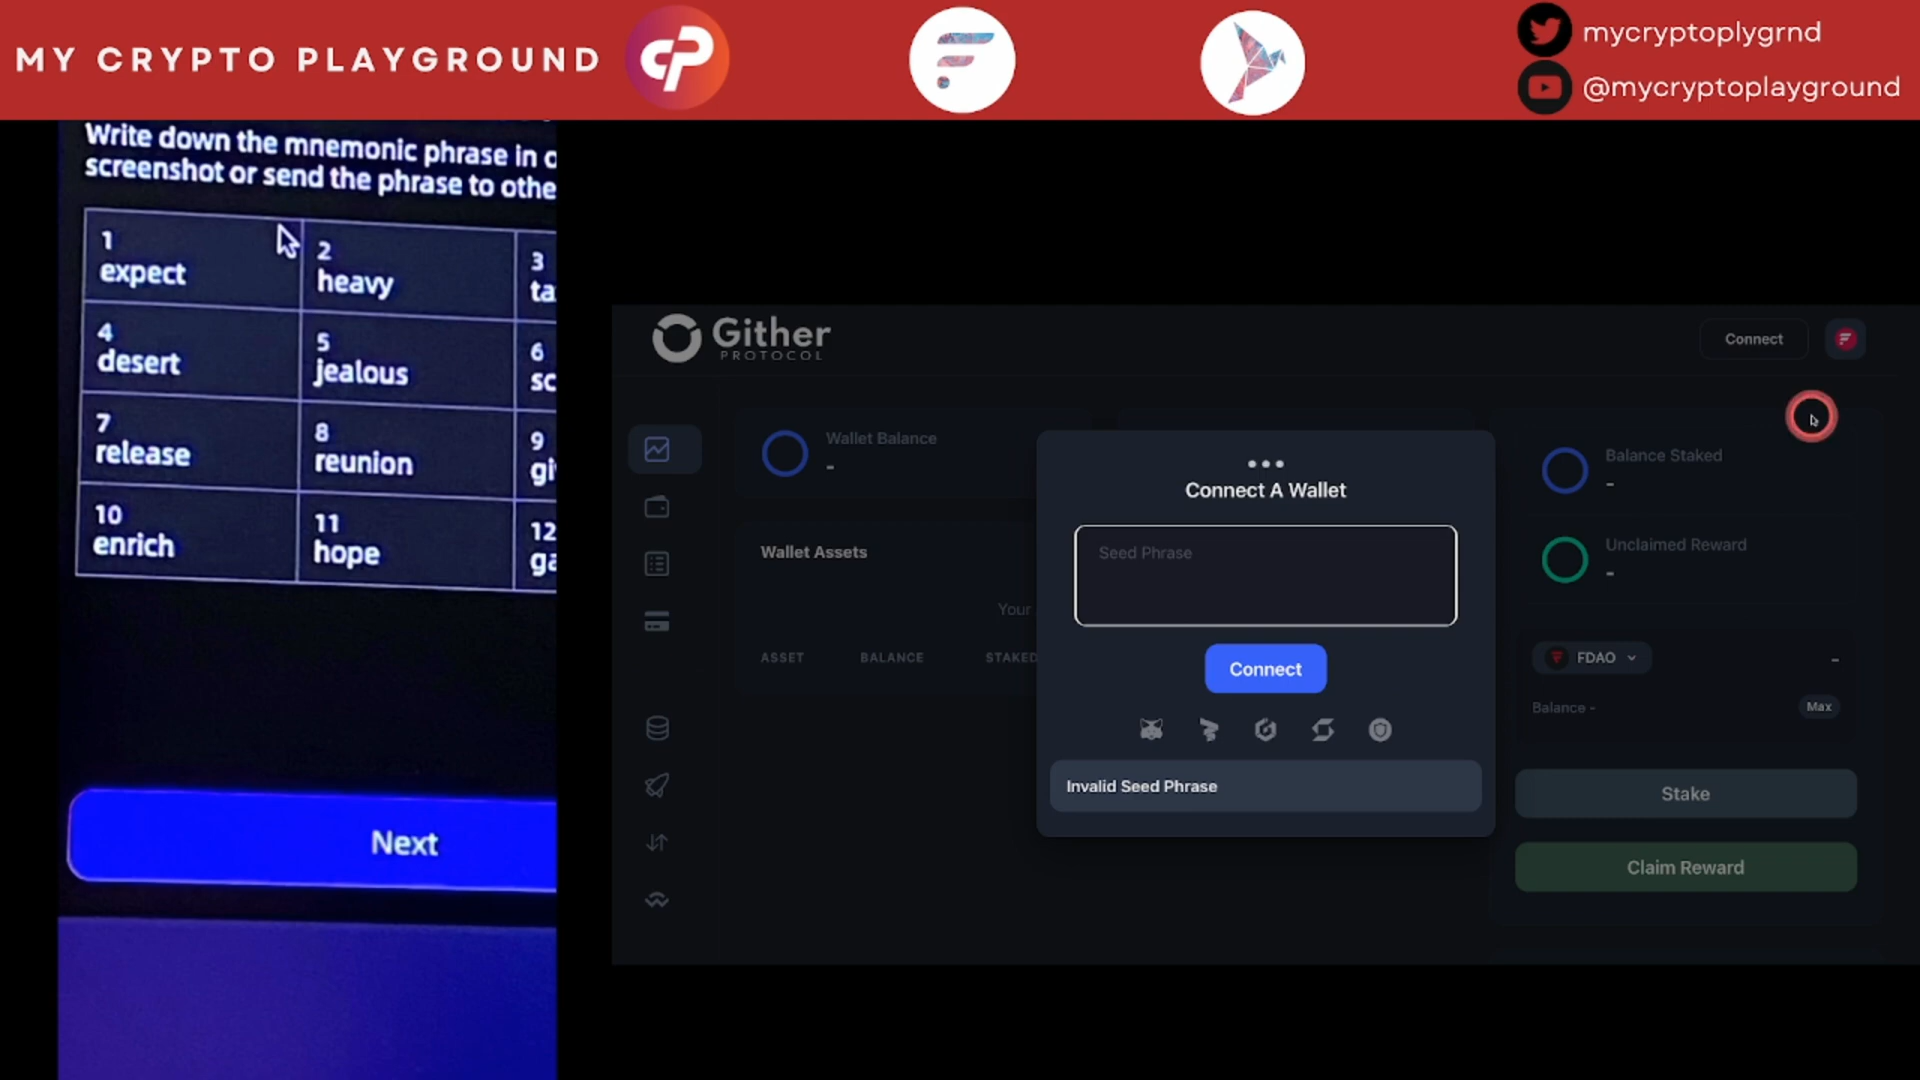 MY CRYPTO PLAYGROUND
mycryptoplygrnd
@mycryptoplayground
Write down the mnemonic phrase in
screenshot or send the phrase to
1 2 3
expect heavy
4 5 6
desert jealous
7 8 9
release reunion
10 11 12
enrich hope
Next
Gither
PROTOCOL
Connect
Wallet Balance
-
Wallet Assets
Your
ASSET BALANCE STAKED
Connect A Wallet
Seed Phrase
Connect
Invalid Seed Phrase
Balance Staked
-
Unclaimed Reward
-
FDAO -
Balance - Max
Stake
Claim Reward